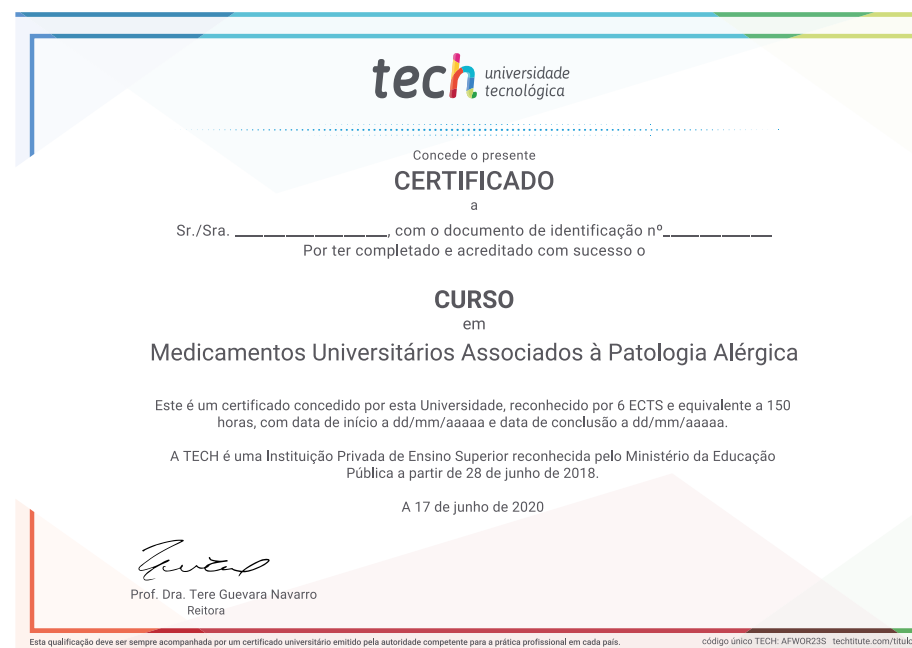 tech universidade
tecnológica
Concede o presente
CERTIFICADO
a
Sr./Sra. ____________________, com o documento de identificação nº______________
Por ter completado e acreditado com sucesso o
CURSO
em
Medicamentos Universitários Associados à Patologia Alérgica
Este é um certificado concedido por esta Universidade, reconhecido por 6 ECTS e equivalente a 150
horas, com data de início a dd/mm/aaaaa e data de conclusão a dd/mm/aaaaa.
A TECH é uma Instituição Privada de Ensino Superior reconhecida pelo Ministério da Educação
Pública a partir de 28 de junho de 2018.
A 17 de junho de 2020
Prof. Dra. Tere Guevara Navarro
Reitora
Esta qualificação deve ser sempre acompanhada por um certificado universitário emitido pela autoridade competente para a prática profissional em cada país. código único TECH: AFWOR23S techtitute.com/titulo